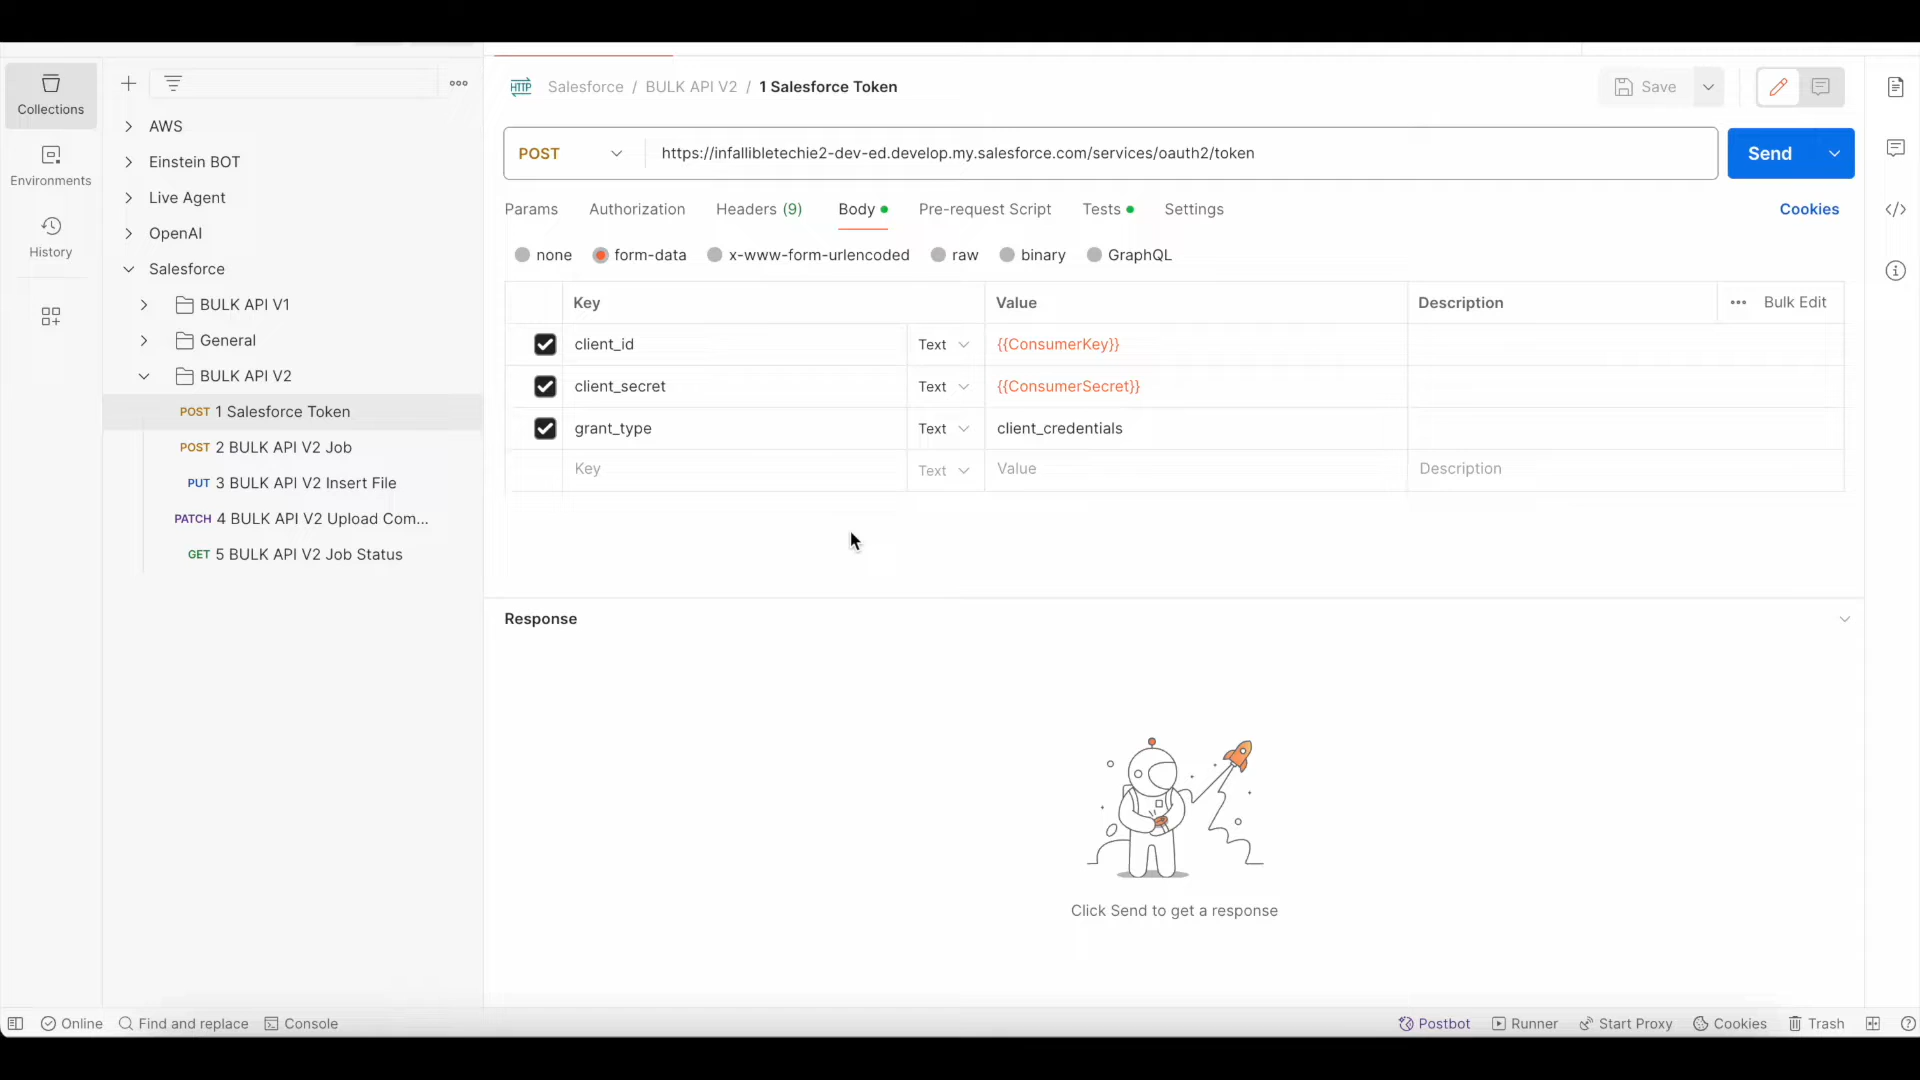 Collections
Environments
History
AWS
Einstein BOT
Live Agent
OpenAI
Salesforce
BULK API V1
General
BULK API V2
POST 1 Salesforce Token
POST 2 BULK API V2 Job
PUT 3 BULK API V2 Insert File
PATCH 4 BULK API V2 Upload Com...
GET 5 BULK API V2 Job Status
HTTP Salesforce / BULK API V2 / 1 Salesforce Token
Save
POST https://infallibletechie2-dev-ed.develop.my.salesforce.com/services/oauth2/token
Send
Params Authorization Headers (9) Body Pre-request Script Tests Settings Cookies
none form-data x-www-form-urlencoded raw binary GraphQL
Key Value Description Bulk Edit
client_id Text {{ConsumerKey}}
client_secret Text {{ConsumerSecret}}
grant_type Text client_credentials
Key Text Value Description
Response
Click Send to get a response
Online Find and replace Console Postbot Runner Start Proxy Cookies Trash